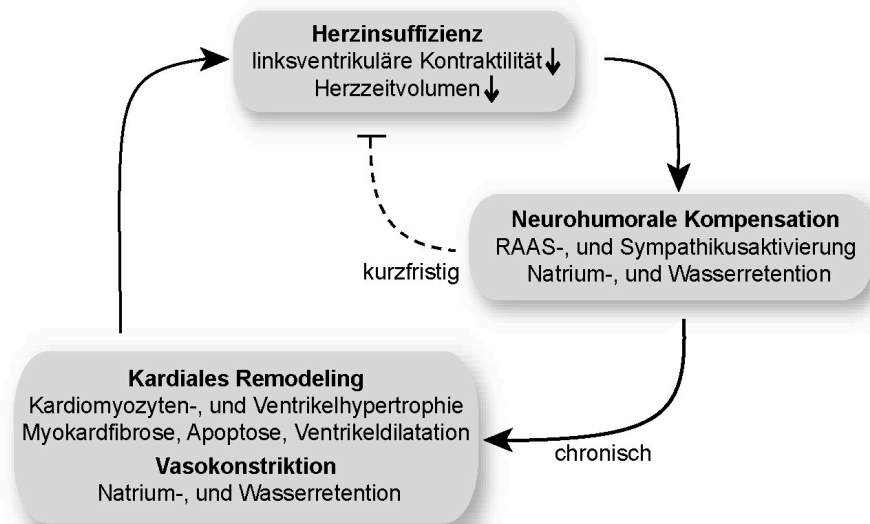 Herzinsuffizienz
linksventrikuläre Kontraktilität↓
Herzzeitvolumen↓
Neurohumorale Kompensation
RAAS-, und Sympathikusaktivierung
Natrium-, und Wasserretention
kurzfristig
Kardiales Remodeling
Kardiomyozyten-, und Ventrikelhypertrophie
Myokardfibrose, Apoptose, Ventrikeldilatation
Vasokonstriktion
Natrium-, und Wasserretention
chronisch